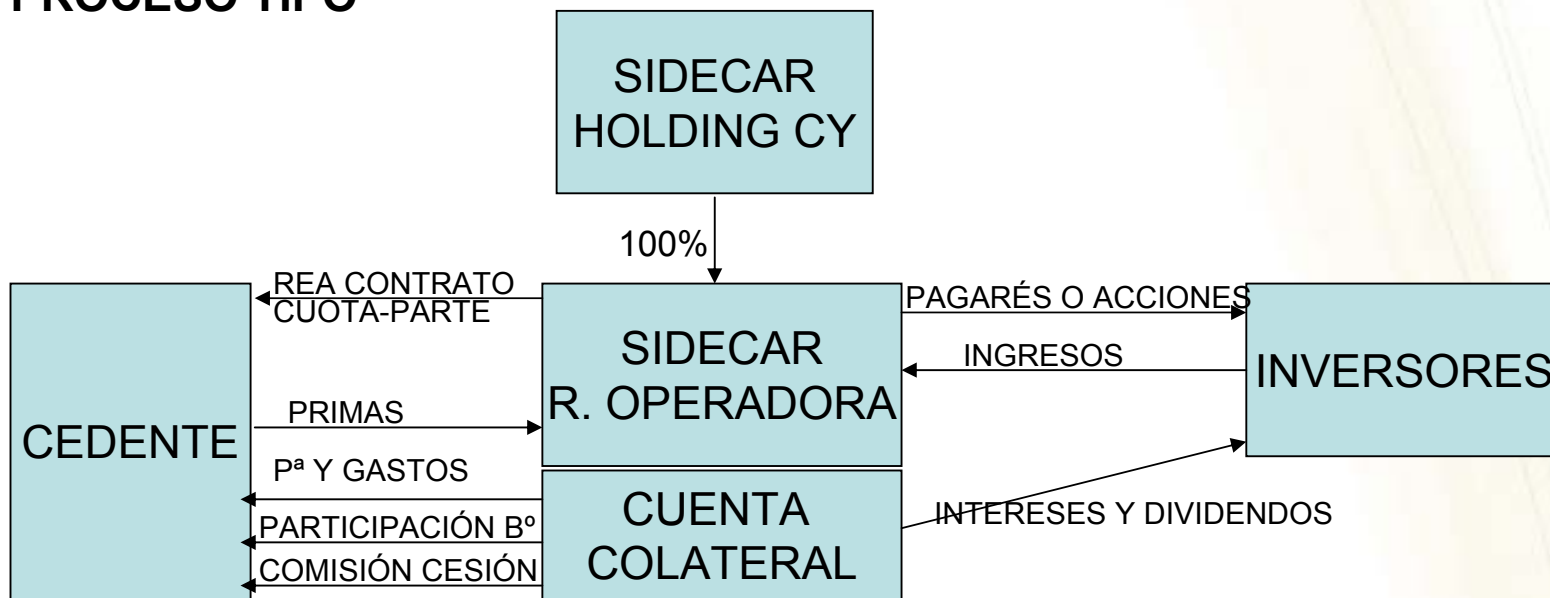 PROCESO TIPO
SIDECAR
HOLDING CY
100%
REA CONTRATO
CUOTA-PARTE
PAGARÉS O ACCIONES
SIDECAR
R. OPERADORA
INGRESOS
INVERSORES
PRIMAS
CEDENTE
Pª Y GASTOS
CUENTA
COLATERAL
INTERESES Y DIVIDENDOS
PARTICIPACIÓN Bº
COMISIÓN CESIÓN